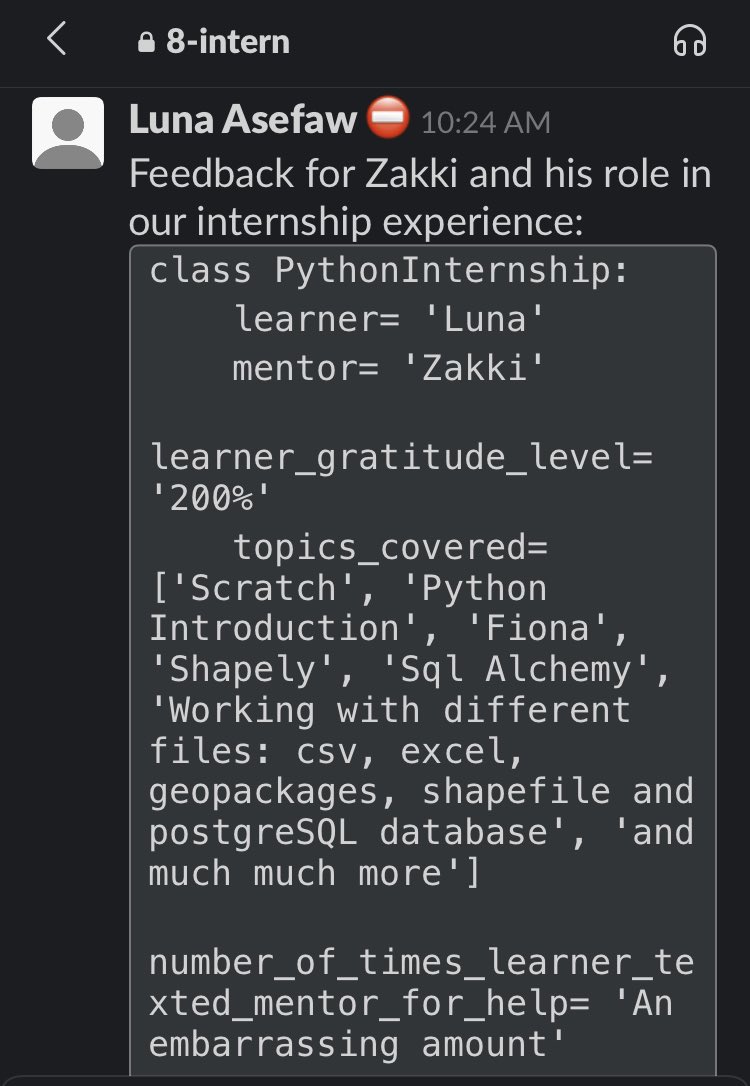 8-intern
Luna Asefaw 10:24 AM
Feedback for Zakki and his role in
our internship experience:
class PythonInternship:
    learner= 'Luna'
    mentor= 'Zakki'

learner_gratitude_level=
'200%'
    topics_covered=
['Scratch', 'Python
Introduction', 'Fiona',
'Shapely', 'Sql Alchemy',
'Working with different
files: csv, excel,
geopackages, shapefile and
postgreSQL database', 'and
much much more']

number_of_times_learner_te
xted_mentor_for_help= 'An
embarrassing amount'